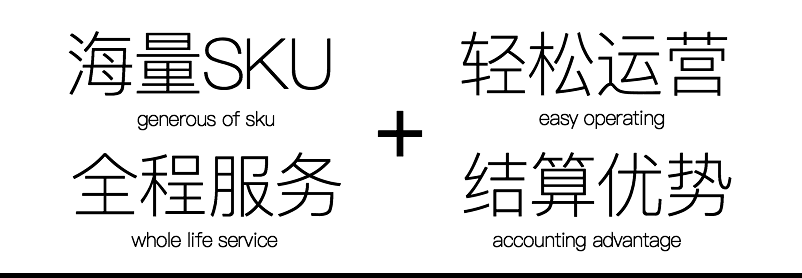 海量SKU
generous of sku
全程服务
whole life service
+
轻松运营
easy operating
结算优势
accounting advantage